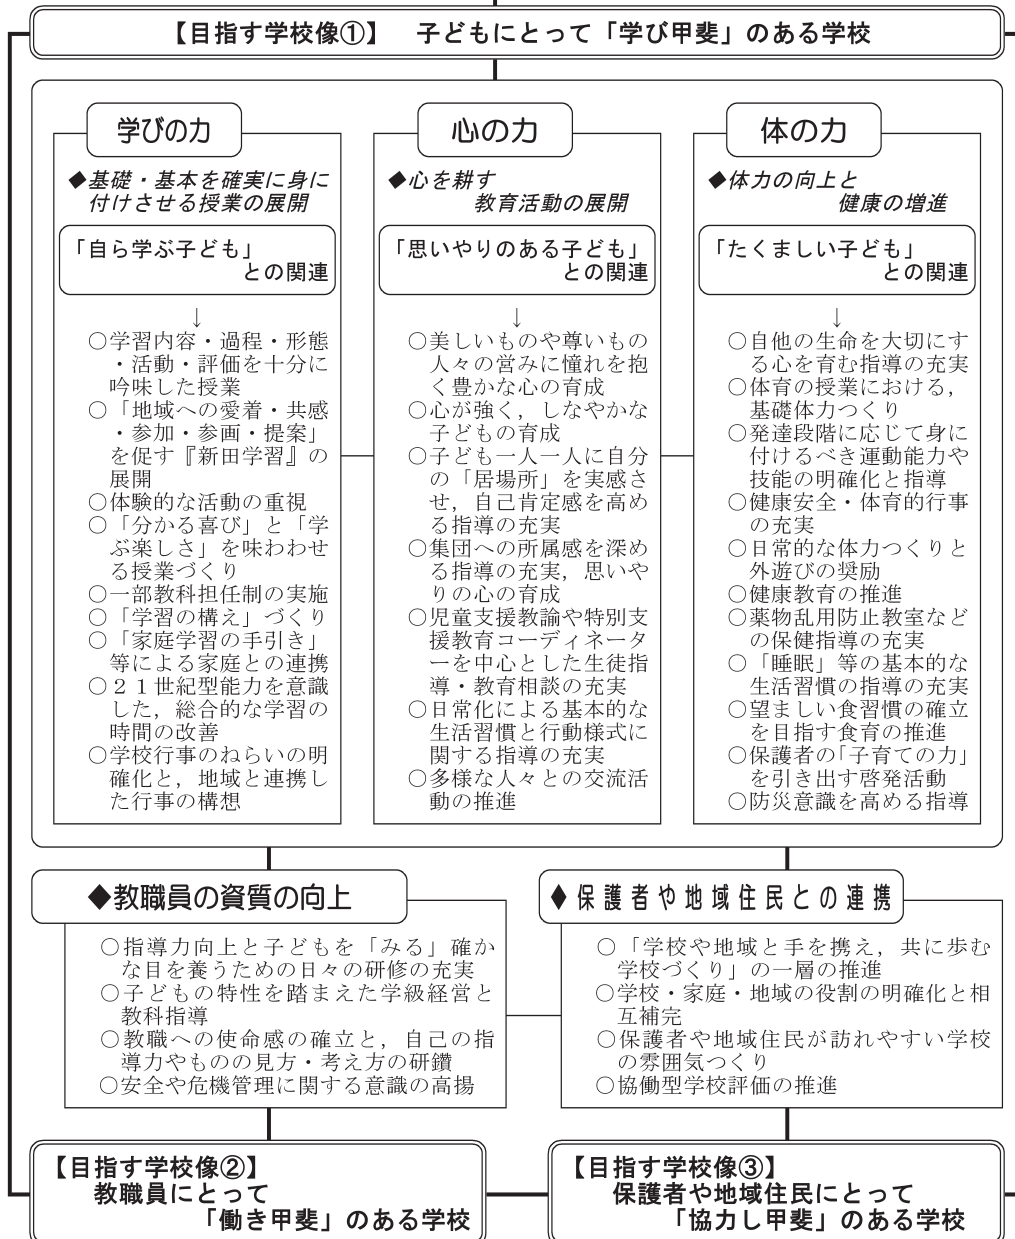 【目指す学校像①】　子どもにとって「学び甲斐」のある学校
学びの力
◆基礎・基本を確実に身に
付けさせる授業の展開
「自ら学ぶ子ども」
との関連
↓
○学習内容・過程・形態
・活動・評価を十分に
吟味した授業
○「地域への愛着・共感
・参加・参画・提案」
を促す『新田学習』の
展開
○体験的な活動の重視
○「分かる喜び」と「学
ぶ楽しさ」を味わわせ
る授業づくり
○一部教科担任制の実施
○「学習の構え」づくり
○「家庭学習の手引き」
等による家庭との連携
○２１世紀型能力を意識
した，総合的な学習の
時間の改善
○学校行事のねらいの明
確化と，地域と連携し
た行事の構想
心の力
◆心を耕す
教育活動の展開
「思いやりのある子ども」
との関連
↓
○美しいものや尊いもの
人々の営みに憧れを抱
く豊かな心の育成
○心が強く，しなやかな
子どもの育成
○子ども一人一人に自分
の「居場所」を実感さ
せ，自己肯定感を高め
る指導の充実
○集団への所属感を深め
る指導の充実，思いや
りの心の育成
○児童支援教諭や特別支
援教育コーディネータ
ーを中心とした生徒指
導・教育相談の充実
○日常化による基本的な
生活習慣と行動様式に
関する指導の充実
○多様な人々との交流活
動の推進
体の力
◆体力の向上と
健康の増進
「たくましい子ども」
との関連
↓
○自他の生命を大切にす
る心を育む指導の充実
○体育の授業における，
基礎体力つくり
○発達段階に応じて身に
付けるべき運動能力や
技能の明確化と指導
○健康安全・体育的行事
の充実
○日常的な体力つくりと
外遊びの奨励
○健康教育の推進
○薬物乱用防止教室など
の保健指導の充実
○「睡眠」等の基本的な
生活習慣の指導の充実
○望ましい食習慣の確立
を目指す食育の推進
○保護者の「子育ての力」
を引き出す啓発活動
○防災意識を高める指導
◆教職員の資質の向上
○指導力向上と子どもを「みる」確か
な目を養うための日々の研修の充実
○子どもの特性を踏まえた学級経営と
教科指導
○教職への使命感の確立と，自己の指
導力やものの見方・考え方の研鑽
○安全や危機管理に関する意識の高揚
◆保護者や地域住民との連携
○「学校や地域と手を携え，共に歩む
学校づくり」の一層の推進
○学校・家庭・地域の役割の明確化と相
互補完
○保護者や地域住民が訪れやすい学校
の雰囲気つくり
○協働型学校評価の推進
【目指す学校像②】
教職員にとって
「働き甲斐」のある学校
【目指す学校像③】
保護者や地域住民にとって
「協力し甲斐」のある学校